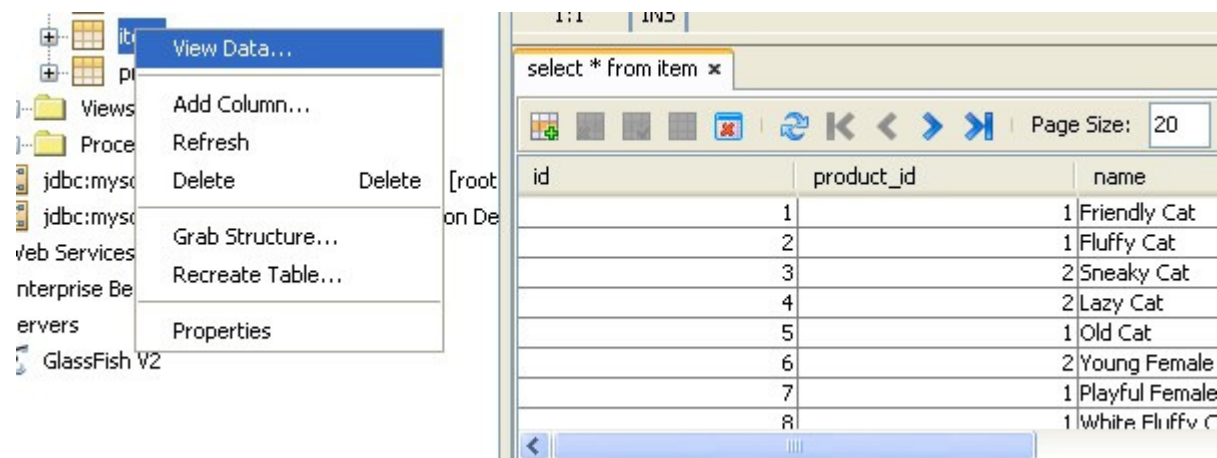 View Data...
Add Column...
Refresh
Delete Delete
Grab Structure...
Recreate Table...
Properties
Views
[root
GlassFish V2
1:1 INS
select * from item
Page Size: 20
id product_id name
1 1 Friendly Cat
2 1 Fluffy Cat
3 2 Sneaky Cat
4 2 Lazy Cat
5 1 Old Cat
6 2 Young Female
7 1 Playful Female
8 1 White Fluffy